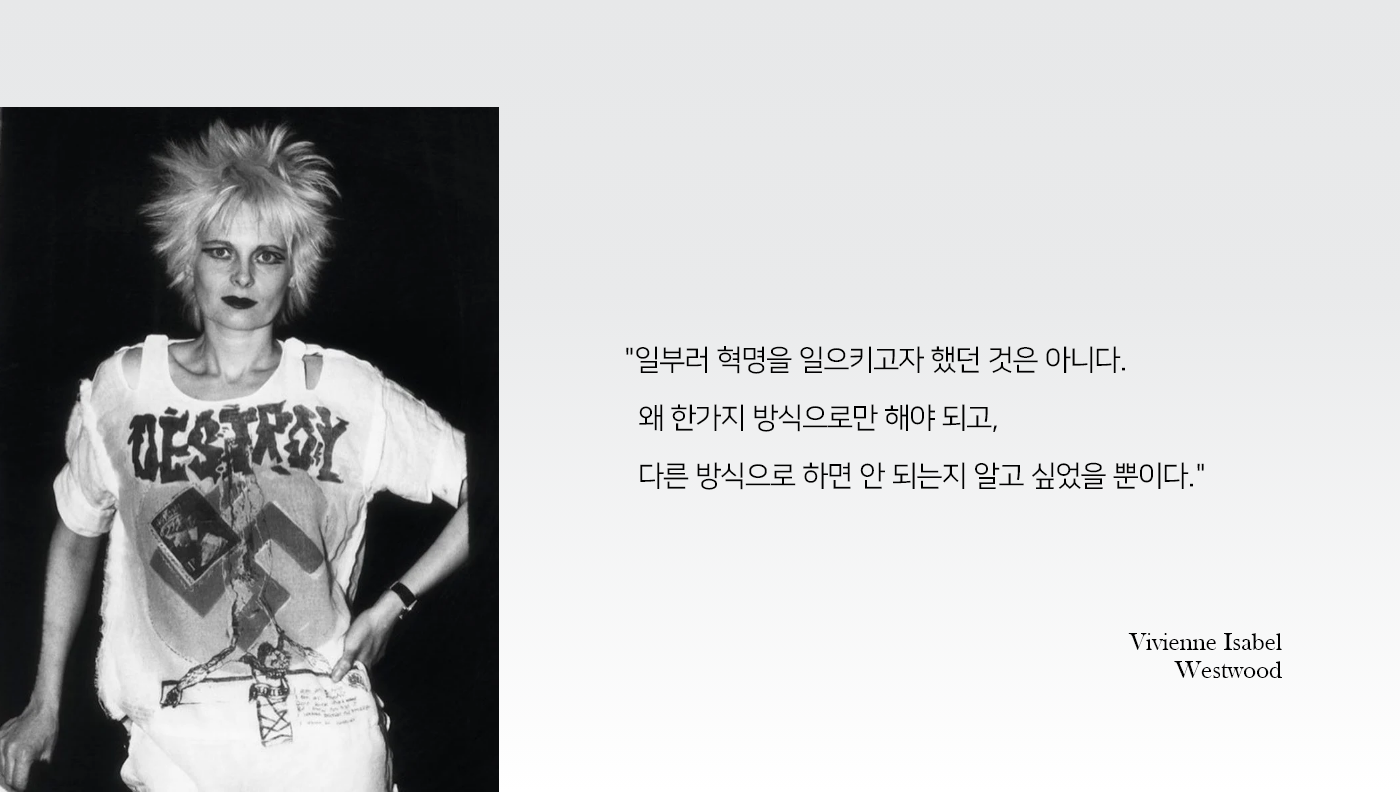 DESTROY
"일부러 혁명을 일으키고자 했던 것은 아니다.
왜 한가지 방식으로만 해야 되고,
다른 방식으로 하면 안 되는지 알고 싶었을 뿐이다."
Vivienne Isabel
Westwood